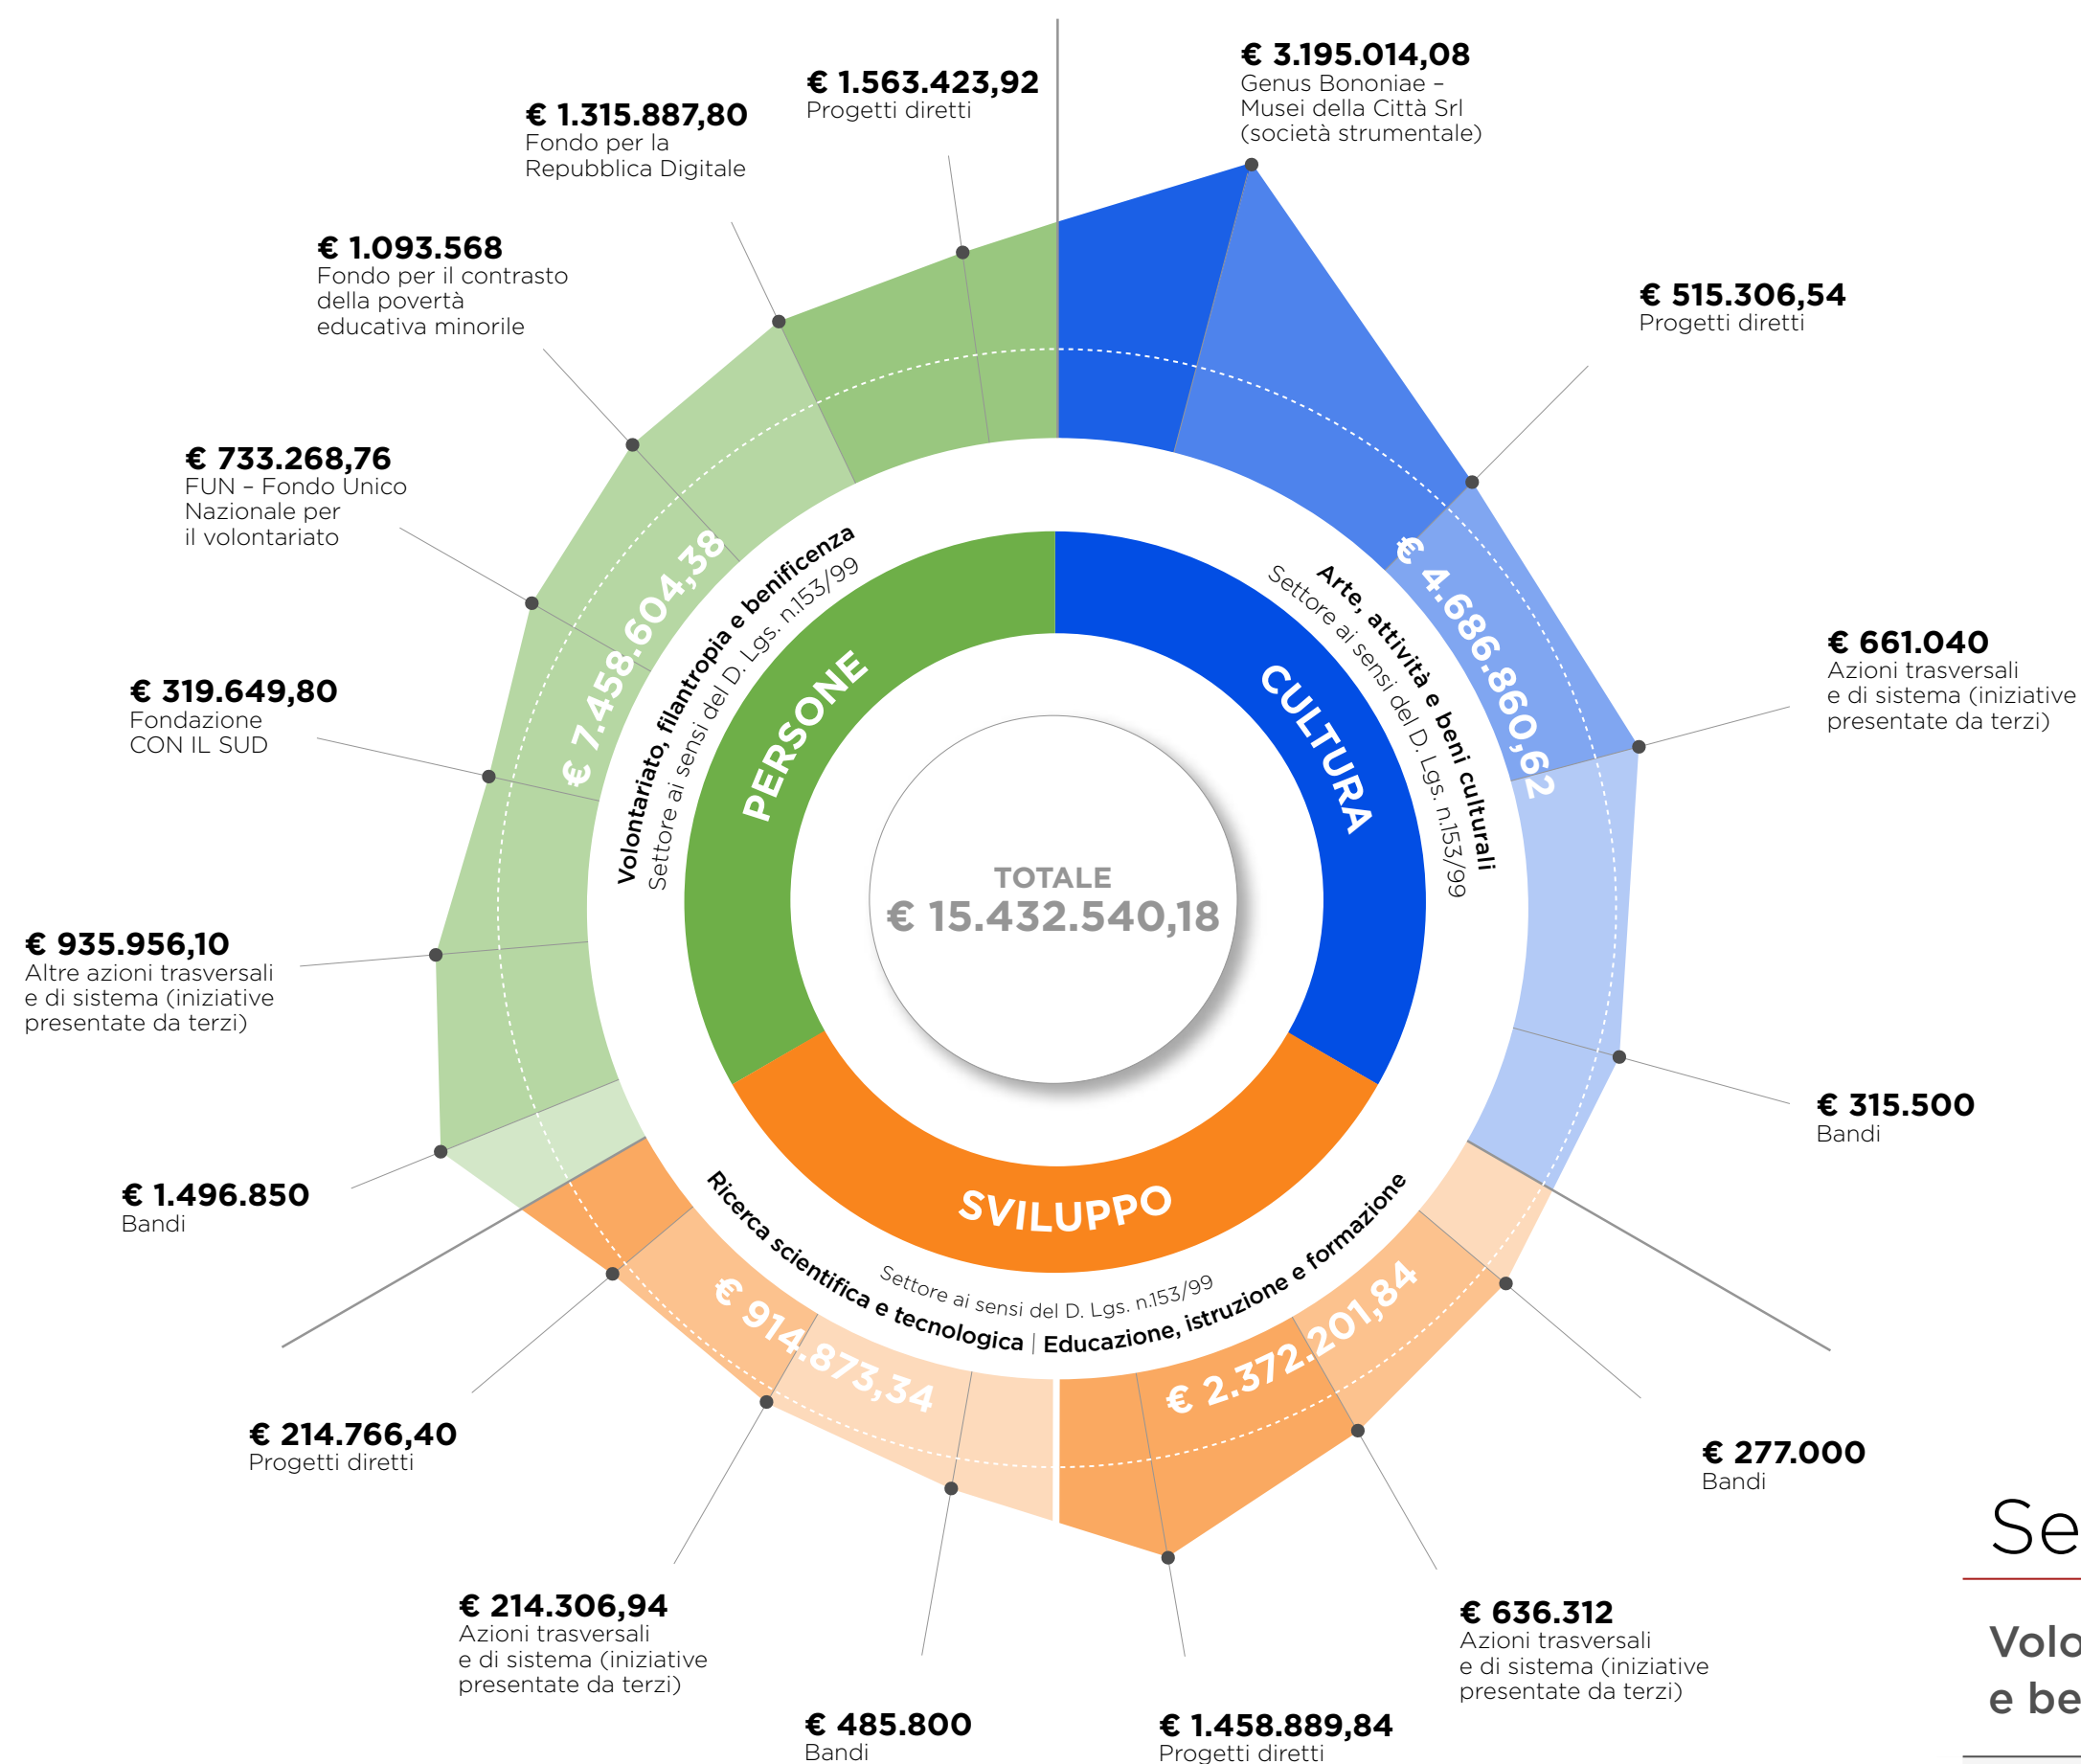 € 3.195.014,08
Genus Bononiae –
Musei della Città Srl
(società strumentale)
€ 515.306,54
Progetti diretti
€ 661.040
Azioni trasversali
e di sistema (iniziative
presentate da terzi)
€ 315.500
Bandi
€ 277.000
Bandi
€ 636.312
Azioni trasversali
e di sistema (iniziative
presentate da terzi)
€ 1.458.889,84
Progetti diretti
€ 485.800
Bandi
€ 214.306,94
Azioni trasversali
e di sistema (iniziative
presentate da terzi)
€ 214.766,40
Progetti diretti
€ 1.496.850
Bandi
€ 935.956,10
Altre azioni trasversali
e di sistema (iniziative
presentate da terzi)
€ 319.649,80
Fondazione
CON IL SUD
€ 733.268,76
FUN – Fondo Unico
Nazionale per
il volontariato
€ 1.093.568
Fondo per il contrasto
della povertà
educativa minorile
€ 1.315.887,80
Fondo per la
Repubblica Digitale
€ 1.563.423,92
Progetti diretti
€ 7.458.604,38
Volontariato, filantropia e benificenza
Settore ai sensi del D. Lgs. n.153/99
PERSONE
€ 4.686.860,62
Arte, attività e beni culturali
Settore ai sensi del D. Lgs. n.153/99
CULTURA
TOTALE
€ 15.432.540,18
SVILUPPO
Settore ai sensi del D. Lgs. n.153/99
Ricerca scientifica e tecnologica | Educazione, istruzione e formazione
€ 914.873,34
€ 2.372.201,84
Se
Volo
e be